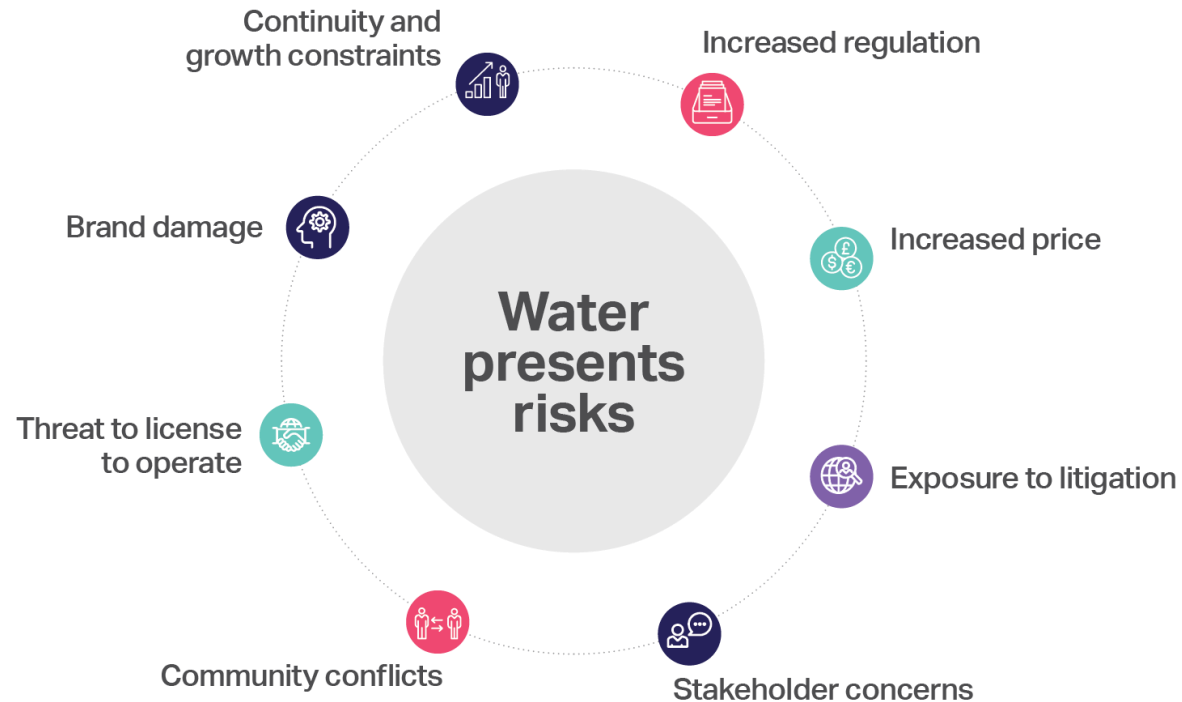 Continuity and
growth constraints
Increased regulation
Brand damage
Increased price
£
$
€
Water
presents
risks
Threat to license
to operate
Exposure to litigation
Community conflicts
Stakeholder concerns